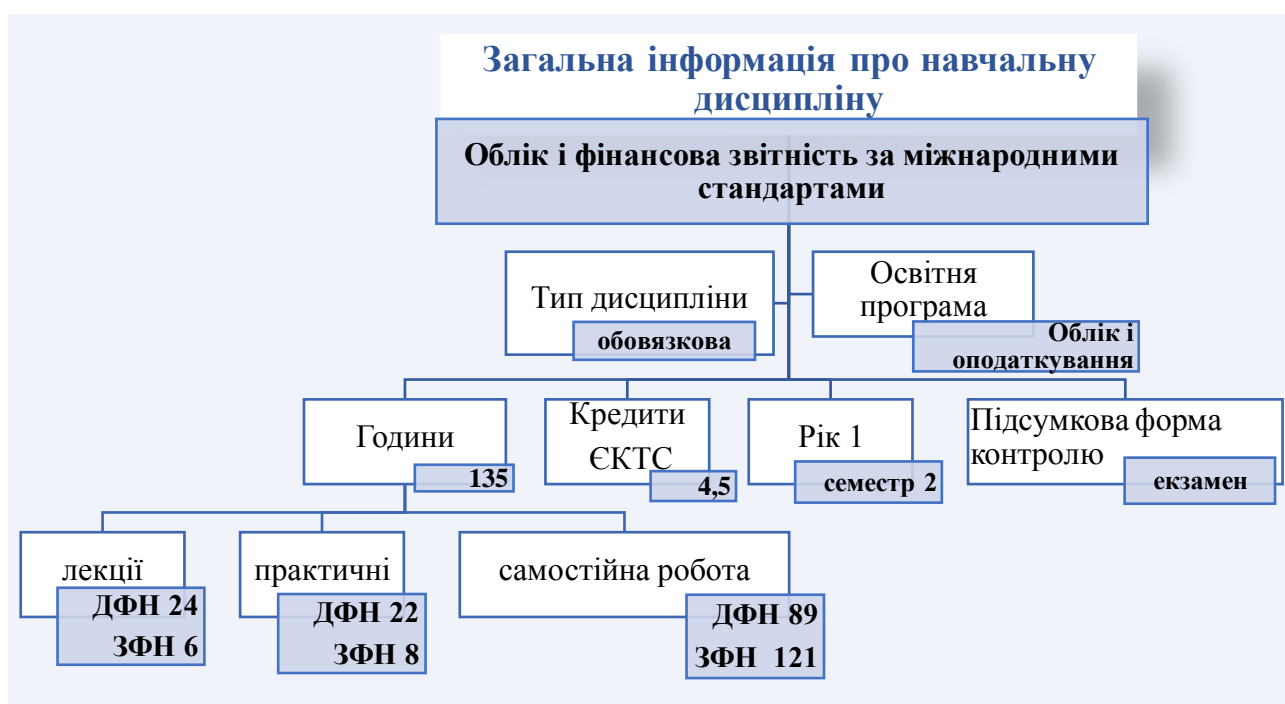 Загальна інформація про навчальну
дисципліну
Облік і фінансова звітність за міжнародними
стандартами
Тип дисципліни
обовязкова
Освітня
програма
Облік і
оподаткування
Години
135
Кредити
ЄКТС
4,5
Рік 1
семестр 2
Підсумкова форма
контролю
екзамен
лекції
ДФН 24
ЗФН 6
практичні
ДФН 22
ЗФН 8
самостійна робота
ДФН 89
ЗФН 121